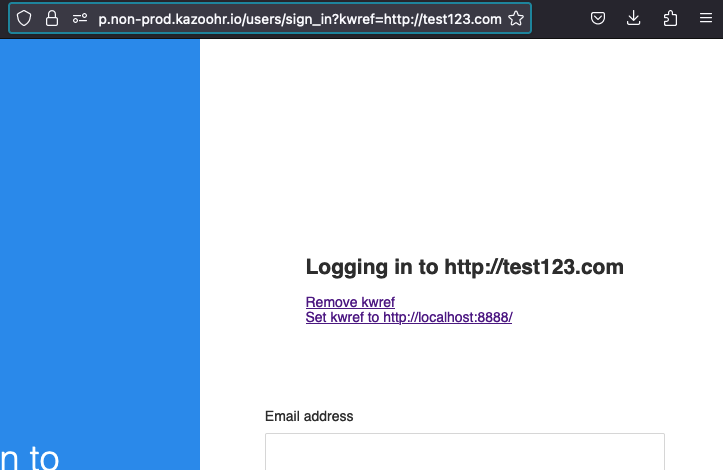 p.non-prod.kazoohr.io/users/sign_in?kwref=http://test123.com
Logging in to http://test123.com
Remove kwref
Set kwref to http://localhost:8888/
Email address
n to